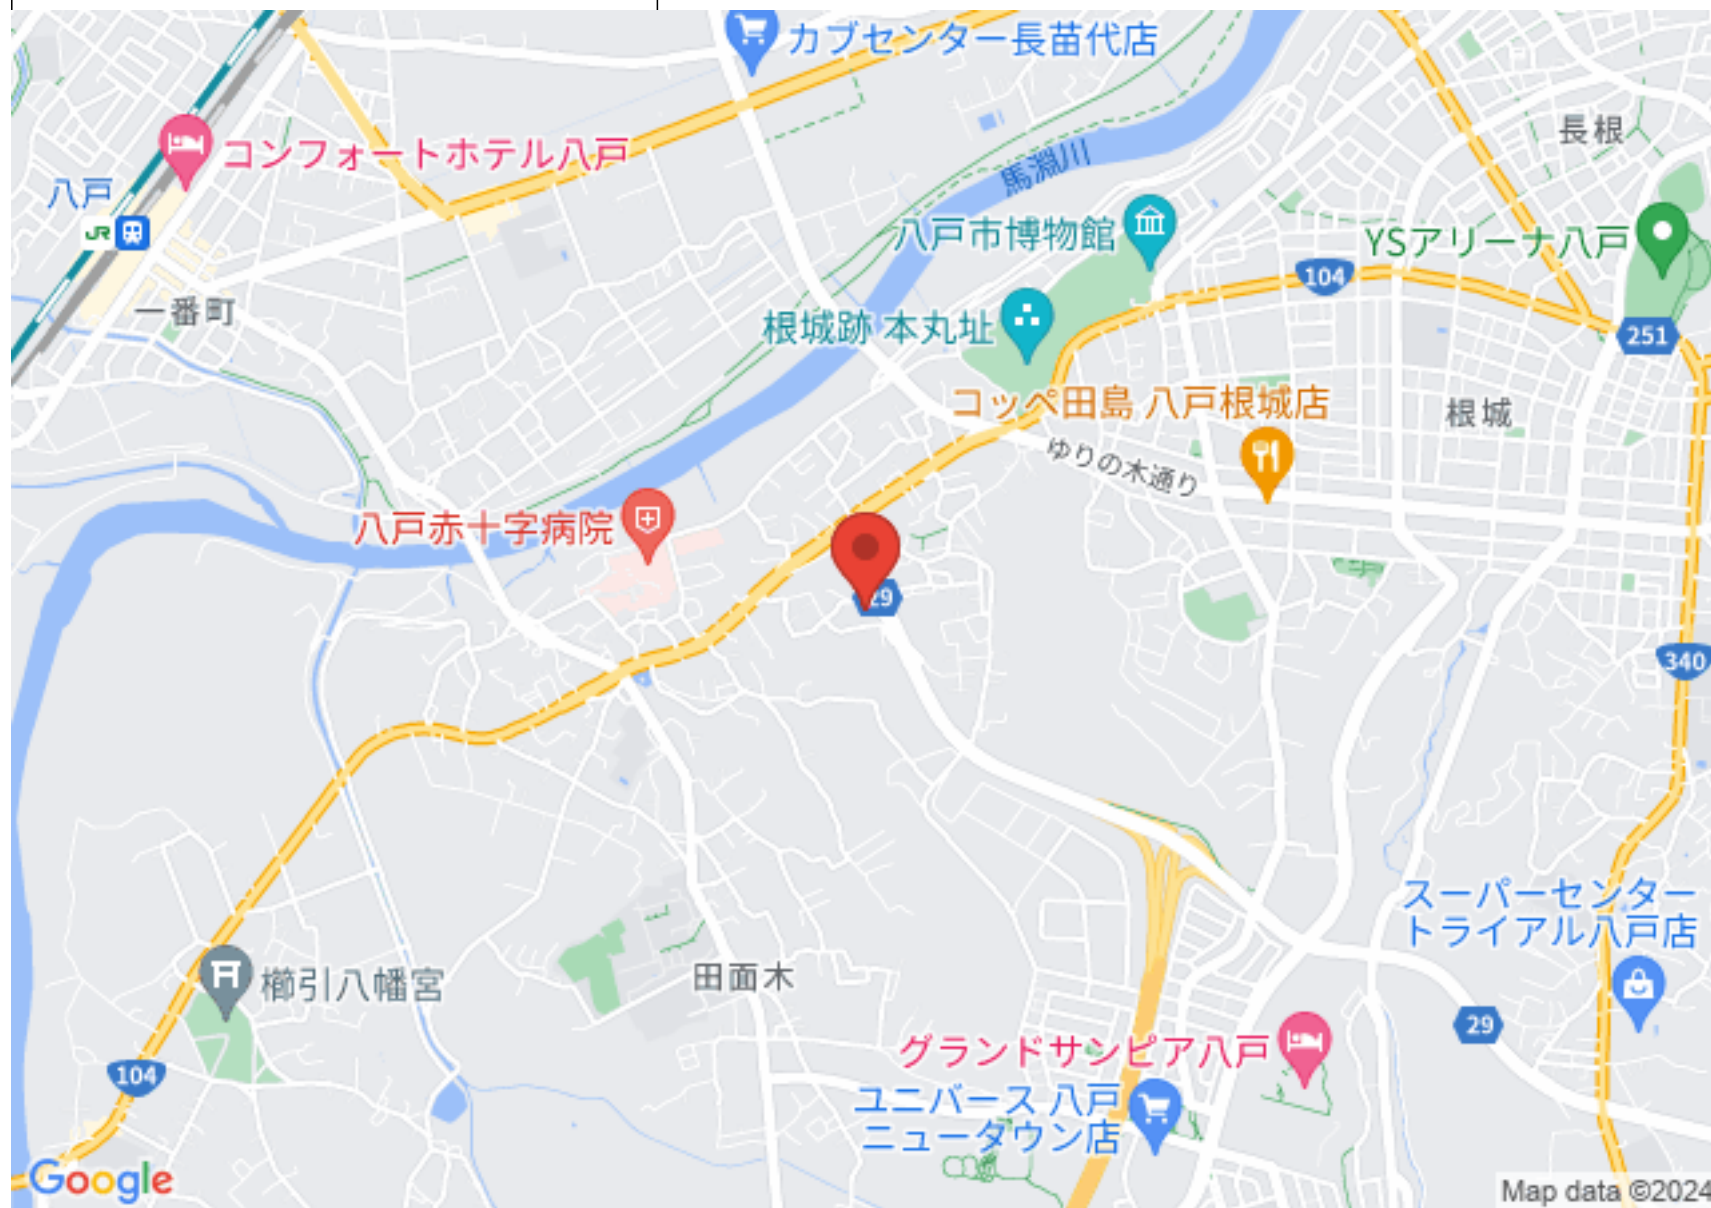 カブセンター長苗代店
長根
コンフォートホテル八戸
馬淵川
八戸
JR
八戸市博物館
YSアリーナ八戸
104
一番町
根城跡 本丸址
251
コッペ田島 八戸根城店
根城
ゆりの木通り
八戸赤十字病院
29
340
スーパーセンター
トライアル八戸店
田面木
櫛引八幡宮
29
グランドサンピア八戸
104
ユニバース 八戸
ニュータウン店
Google
Map data ©2024